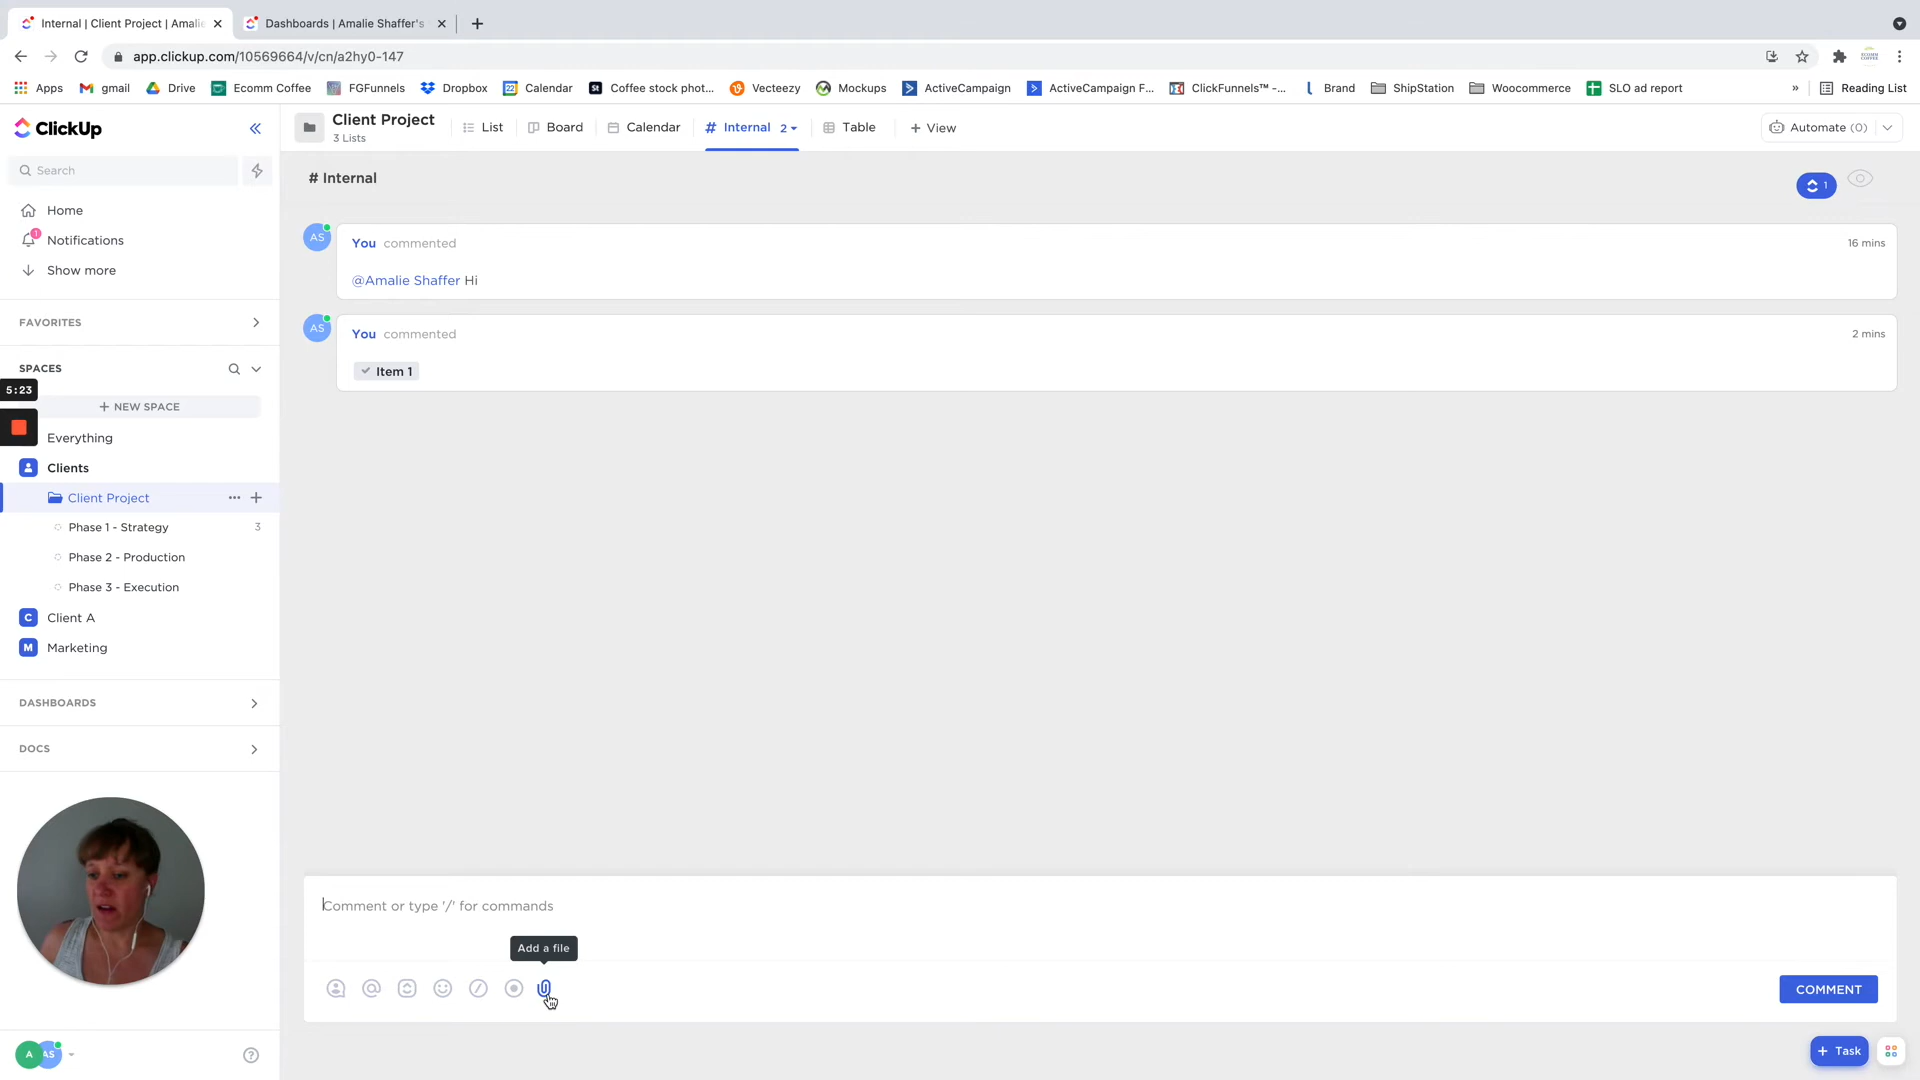 Internal | Client Project | Amalie
Dashboards | Amalie Shaffer's
app.clickup.com/10569664/v/cn/a2hy0-147
Apps
gmail
Drive
Ecomm Coffee
FGFunnels
Dropbox
Calendar
Coffee stock phot...
Vecteezy
Mockups
ActiveCampaign
ActiveCampaign F...
ClickFunnels™ -...
Brand
ShipStation
Woocommerce
SLO ad report
»
Reading List
ClickUp
Client Project
3 Lists
List
Board
Calendar
# Internal 2
Table
+ View
Automate (0)
Search
Home
1
Notifications
Show more
FAVORITES
SPACES
5:23
+ NEW SPACE
Everything
Clients
Client Project
Phase 1 - Strategy 3
Phase 2 - Production
Phase 3 - Execution
C Client A
M Marketing
DASHBOARDS
DOCS
A AS
# Internal
1
AS
You commented 16 mins
@Amalie Shaffer Hi
AS
You commented 2 mins
Item 1
Comment or type '/' for commands
Add a file
COMMENT
+ Task